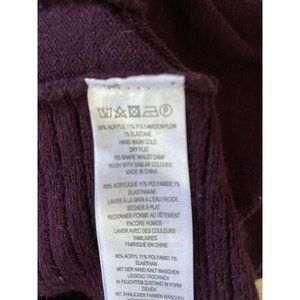 88% ACRYLIC 11% POLYAMIDE/NYLON
1% ELASTANE
HAND WASH COLD
DRY FLAT
RE-SHAPE WHILST DAMP
WASH WITH SIMILAR COLOURS
MADE IN CHINA
88% ACRYLIQUE 11% POLYAMIDE 1%
ELASTHANNE
LAVER À LA MAIN À L'EAU FROIDE
SÉCHER À PLAT
REDONNER FORME AU VÊTEMENT
ENCORE HUMIDE
LAVER AVEC DES COULEURS
SIMILAIRES
FABRIQUÉ EN CHINE
88% ACRYL 11% POLYAMID 1%
ELASTHAN
MIT DER HAND KALT WASCHEN
LIEGEND TROCKNEN
IN FEUCHTEM ZUSTAND IN FORM
ZIEHEN
MIT ÄHNLICHEN FARBEN WASCHEN